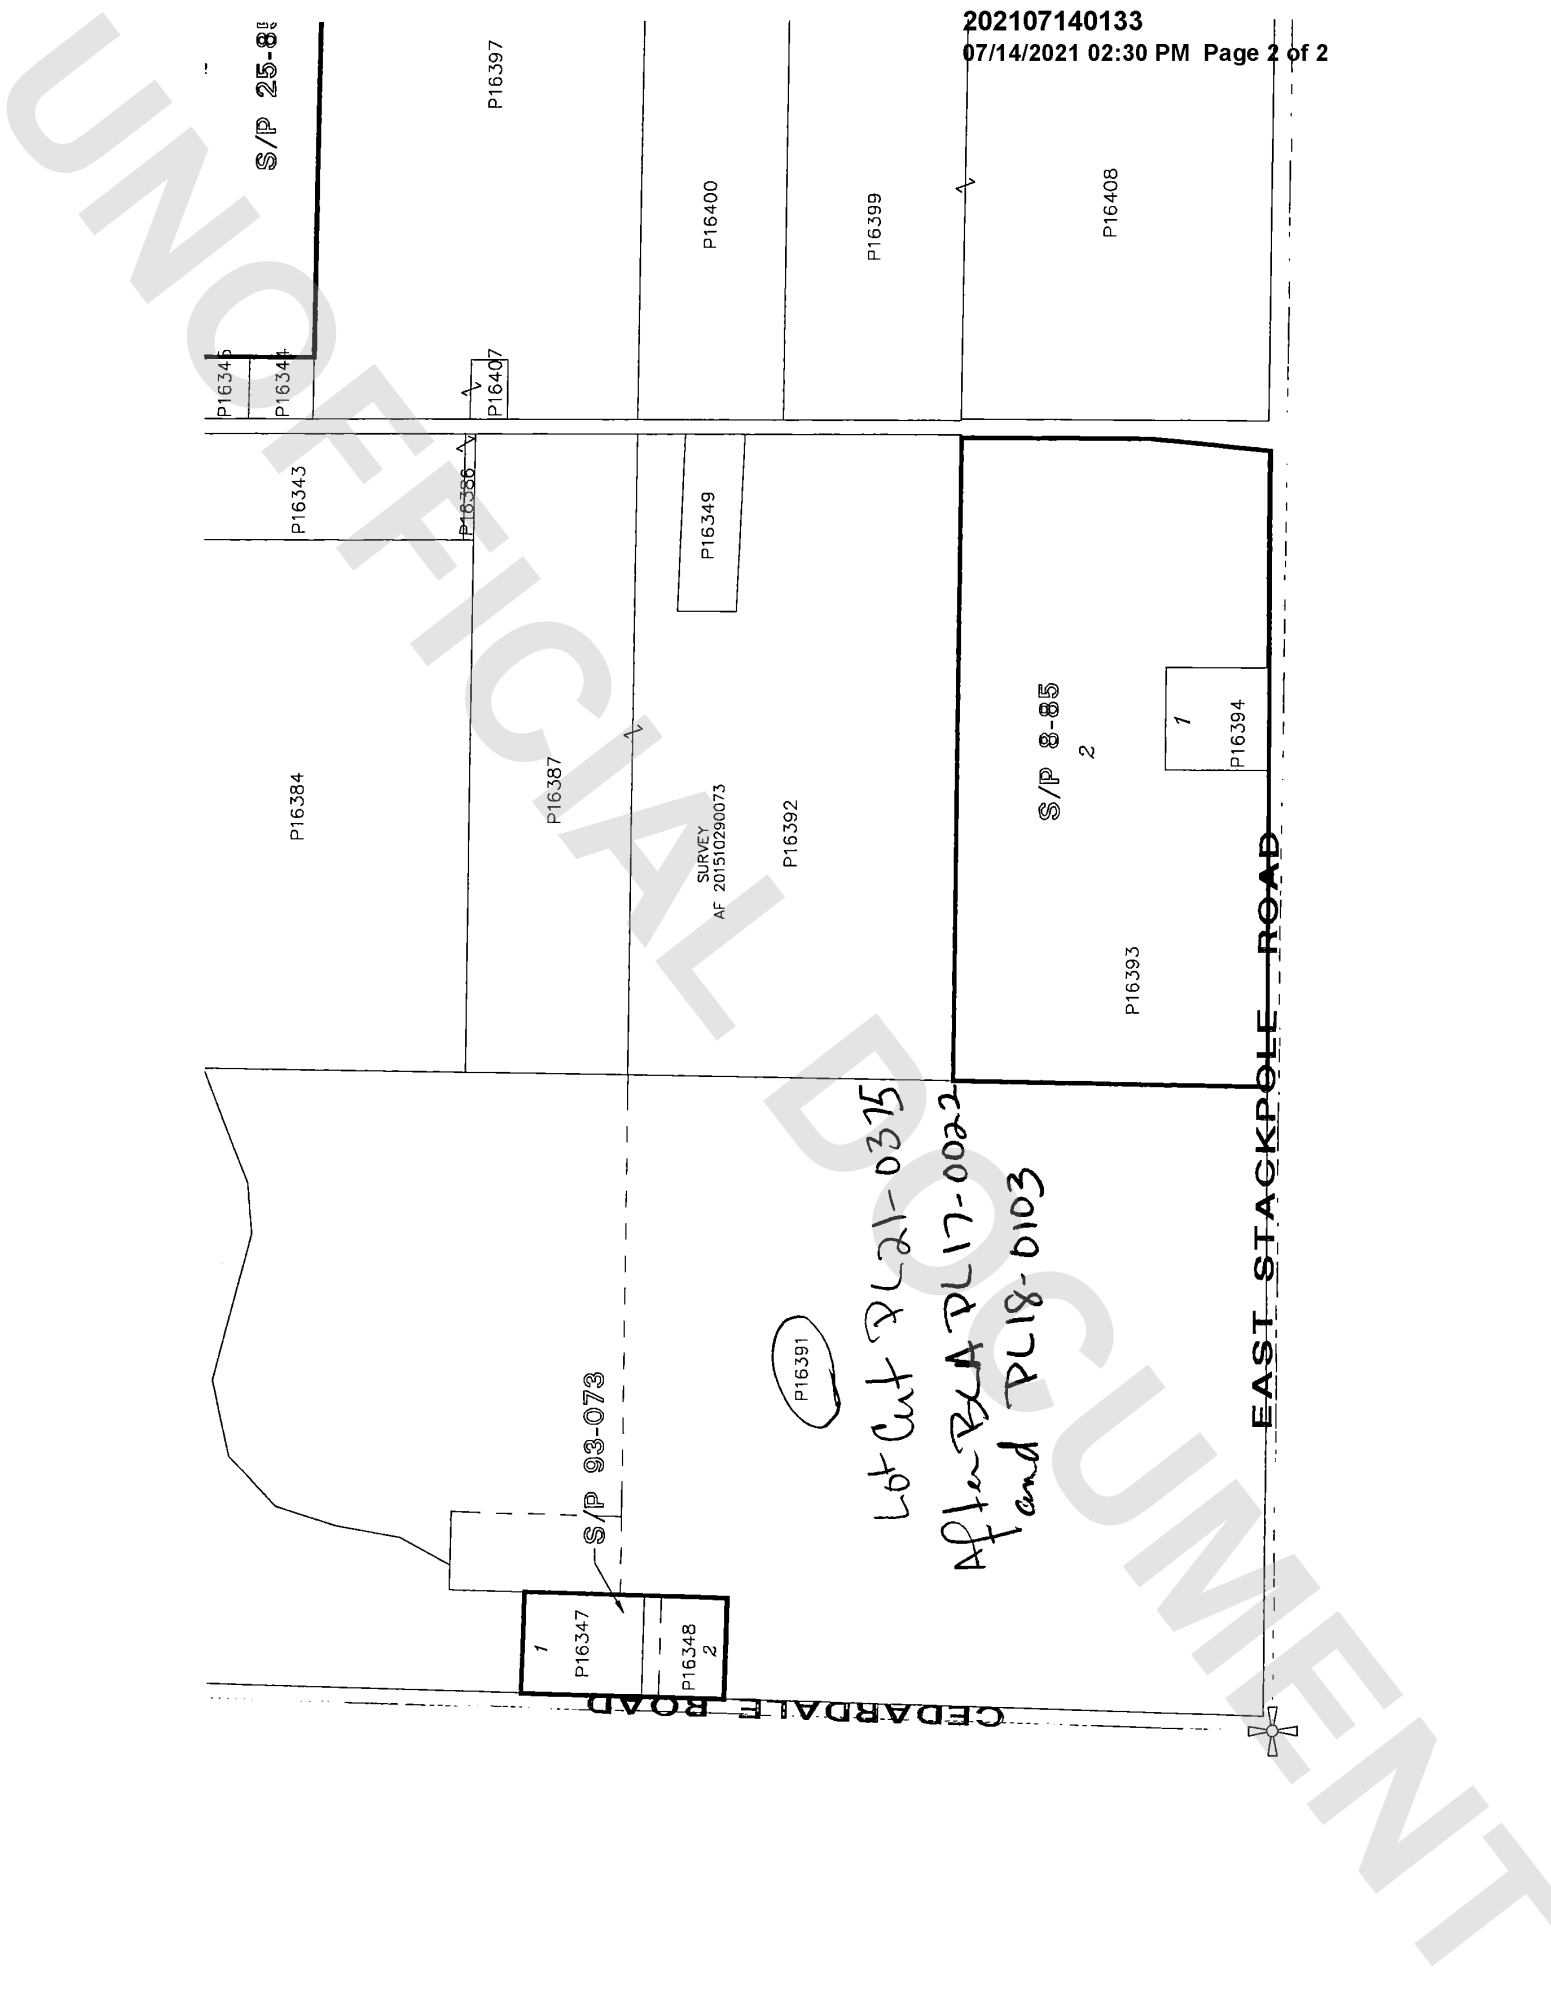 202107140133
07/14/2021 02:30 PM Page 2 of 2
UNOFFICIAL DOCUMENT
S/P 25-8
P16397
P16400
P16399
P16408
P16345
P16344
P16407
P16343
P16386
P16349
P16384
P16387
SURVEY
AF 201510290073
P16392
S/P 8-85
2
1
P16394
P16393
EAST STACKPOLE ROAD
S/P 93-073
P16391
Lot Cut PL21-0375
After BLA PL17-0022
and PL18-0103
1
P16347
P16348
2
CEDARDALE ROAD